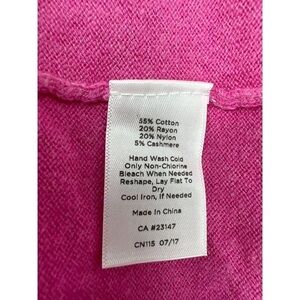 55% Cotton
20% Rayon
20% Nylon
5% Cashmere
Hand Wash Cold
Only Non-Chlorine
Bleach When Needed
Reshape, Lay Flat To
Dry
Cool Iron, If Needed
Made In China
CA #23147
CN115 07/17